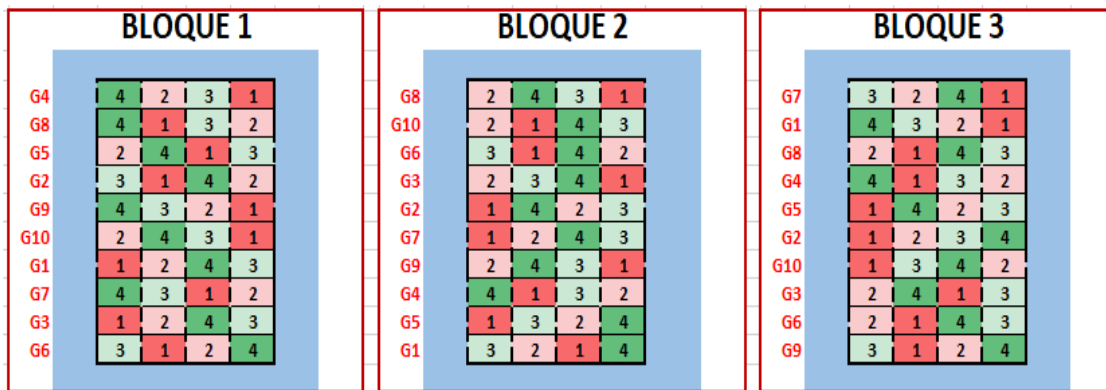 BLOQUE 1
G4 4 2 3 1
G8 4 1 3 2
G5 2 4 1 3
G2 3 1 4 2
G9 4 3 2 1
G10 2 4 3 1
G1 1 2 4 3
G7 4 3 1 2
G3 1 2 4 3
G6 3 1 2 4
BLOQUE 2
G8 2 4 3 1
G10 2 1 4 3
G6 3 1 4 2
G3 2 3 4 1
G2 1 4 2 3
G7 1 2 4 3
G9 2 4 3 1
G4 4 1 3 2
G5 1 3 2 4
G1 3 2 1 4
BLOQUE 3
G7 3 2 4 1
G1 4 3 2 1
G8 2 1 4 3
G4 4 1 3 2
G5 1 4 2 3
G2 1 2 3 4
G10 1 3 4 2
G3 2 4 1 3
G6 2 1 4 3
G9 3 1 2 4